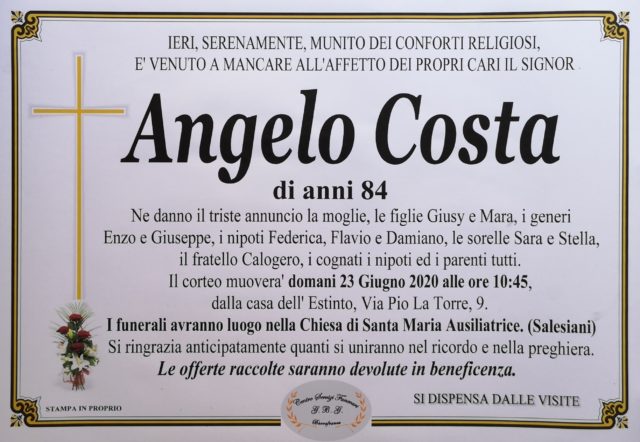 IERI, SERENAMENTE, MUNITO DEI CONFORTI RELIGIOSI,
E' VENUTO A MANCARE ALL'AFFETTO DEI PROPRI CARI IL SIGNOR
Angelo Costa
di anni 84
Ne danno il triste annuncio la moglie, le figlie Giusy e Mara, i generi
Enzo e Giuseppe, i nipoti Federica, Flavio e Damiano, le sorelle Sara e Stella,
il fratello Calogero, i cognati i nipoti ed i parenti tutti.
Il corteo muovera' domani 23 Giugno 2020 alle ore 10:45,
dalla casa dell' Estinto, Via Pio La Torre, 9.
I funerali avranno luogo nella Chiesa di Santa Maria Ausiliatrice. (Salesiani)
Si ringrazia anticipatamente quanti si uniranno nel ricordo e nella preghiera.
Le offerte raccolte saranno devolute in beneficenza.
SI DISPENSA DALLE VISITE
STAMPA IN PROPRIO
Centro Servizi Funerari
G.B.G.
Barrafranca